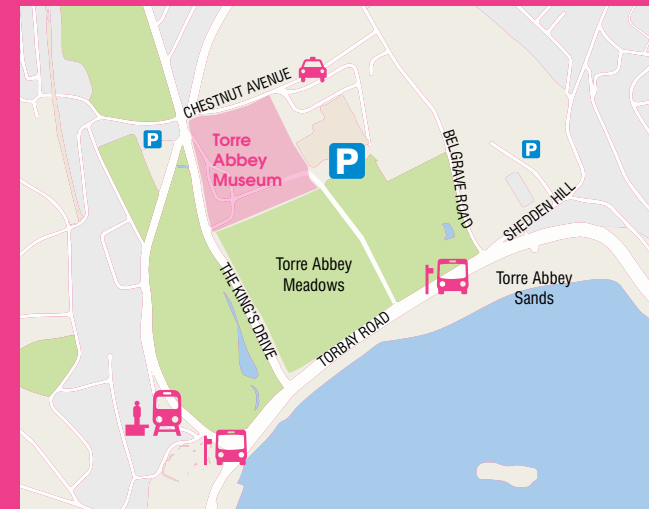 CHESTNUT AVENUE
P
Torre
Abbey
Museum
P
P
BELGRAVE ROAD
SHEDDEN HILL
Torre Abbey
Meadows
THE KING'S DRIVE
Torre Abbey
Sands
TORBAY ROAD